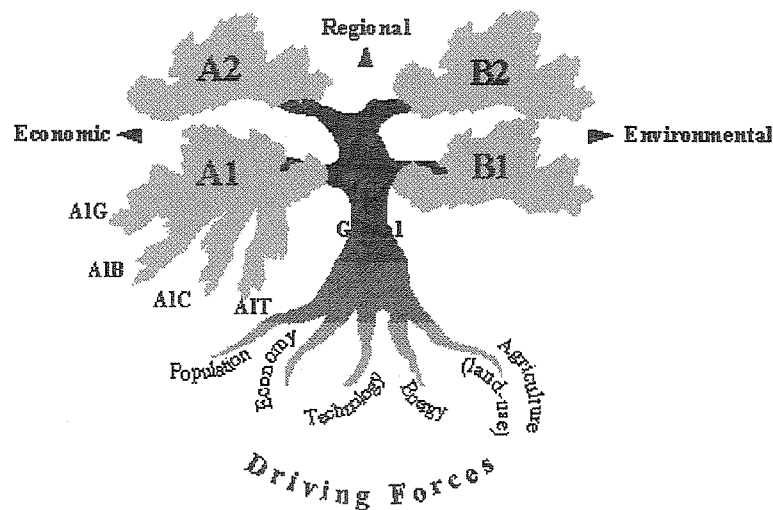 Regional
A2
B2
Economic
Environmental
A1
B1
A1G
A1B
A1C
A1T
G l
Population
Economy
Technology
Energy
Agriculture
(land-use)
Driving Forces